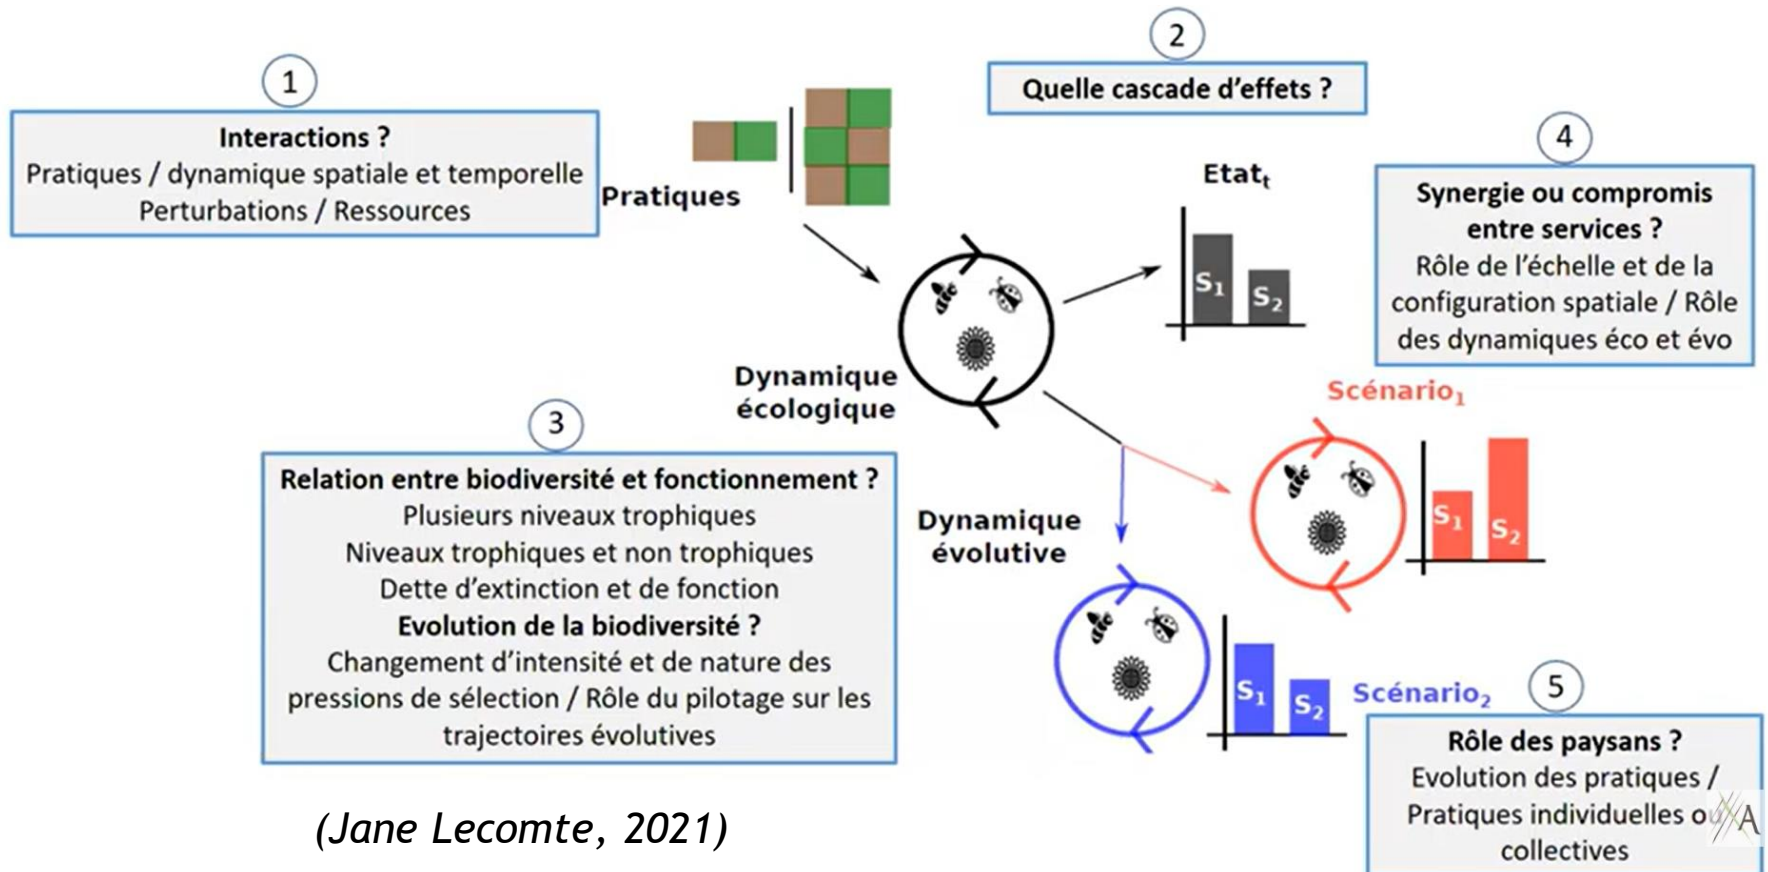 1
Interactions ?
Pratiques / dynamique spatiale et temporelle
Perturbations / Ressources
Pratiques
2
Quelle cascade d'effets ?
Etatt
S1
S2
4
Synergie ou compromis
entre services ?
Rôle de l'échelle et de la
configuration spatiale / Rôle
des dynamiques éco et évo
Dynamique
écologique
3
Relation entre biodiversité et fonctionnement ?
Plusieurs niveaux trophiques
Niveaux trophiques et non trophiques
Dette d'extinction et de fonction
Evolution de la biodiversité ?
Changement d'intensité et de nature des
pressions de sélection / Rôle du pilotage sur les
trajectoires évolutives
Dynamique
évolutive
Scénario1
S1
S2
S1
S2
Scénario2
5
Rôle des paysans ?
Evolution des pratiques /
Pratiques individuelles ou
collectives
A
(Jane Lecomte, 2021)